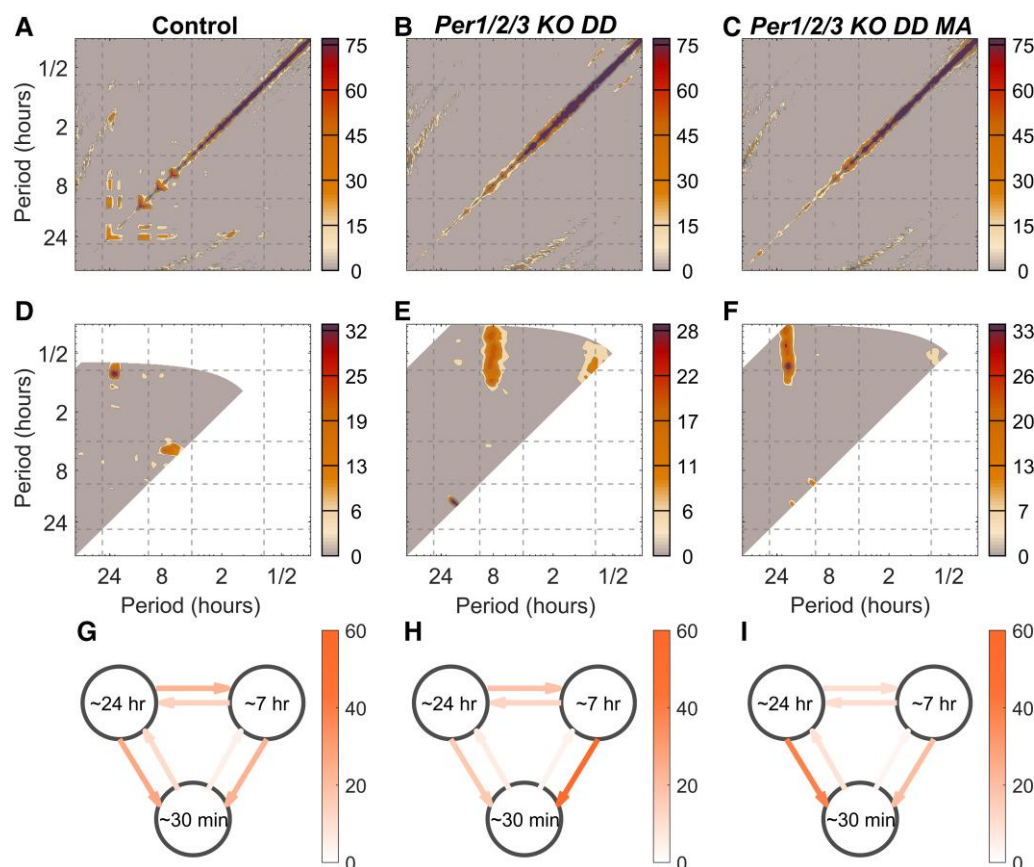 A Control
B Per1/2/3 KO DD
C Per1/2/3 KO DD MA
Period (hours)
1/2
2
8
24
75
60
45
30
15
0
Period (hours)
75
60
45
30
15
0
Period (hours)
75
60
45
30
15
0
D
E
F
1/2
2
8
24
32
25
19
13
6
0
28
22
17
11
6
0
33
26
20
13
7
0
24 8 2 1/2
24 8 2 1/2
24 8 2 1/2
Period (hours)
Period (hours)
Period (hours)
G
H
I
~24 hr
~7 hr
~30 min
60
40
20
0
~24 hr
~7 hr
~30 min
60
40
20
0
~24 hr
~7 hr
~30 min
60
40
20
0